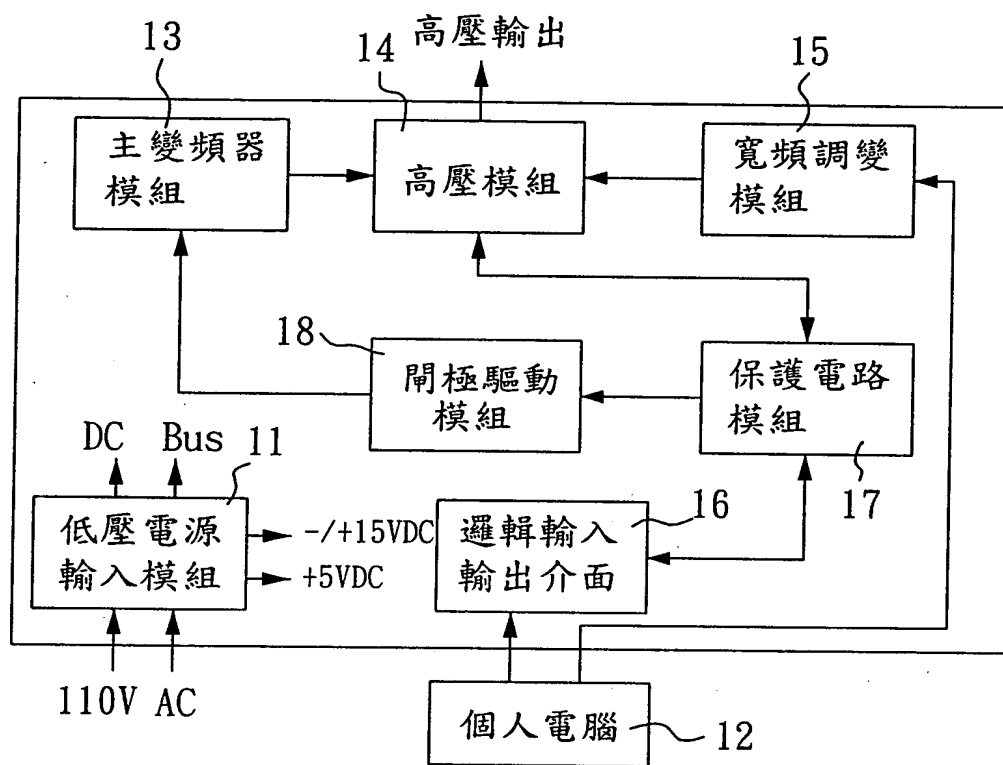 高壓輸出
13
14
15
主變頻器
模組
高壓模組
寬頻調變
模組
18
閘極驅動
模組
保護電路
模組
17
DC
Bus
11
低壓電源
輸入模組
-/+15VDC
+5VDC
16
邏輯輸入
輸出介面
110V AC
個人電腦
12